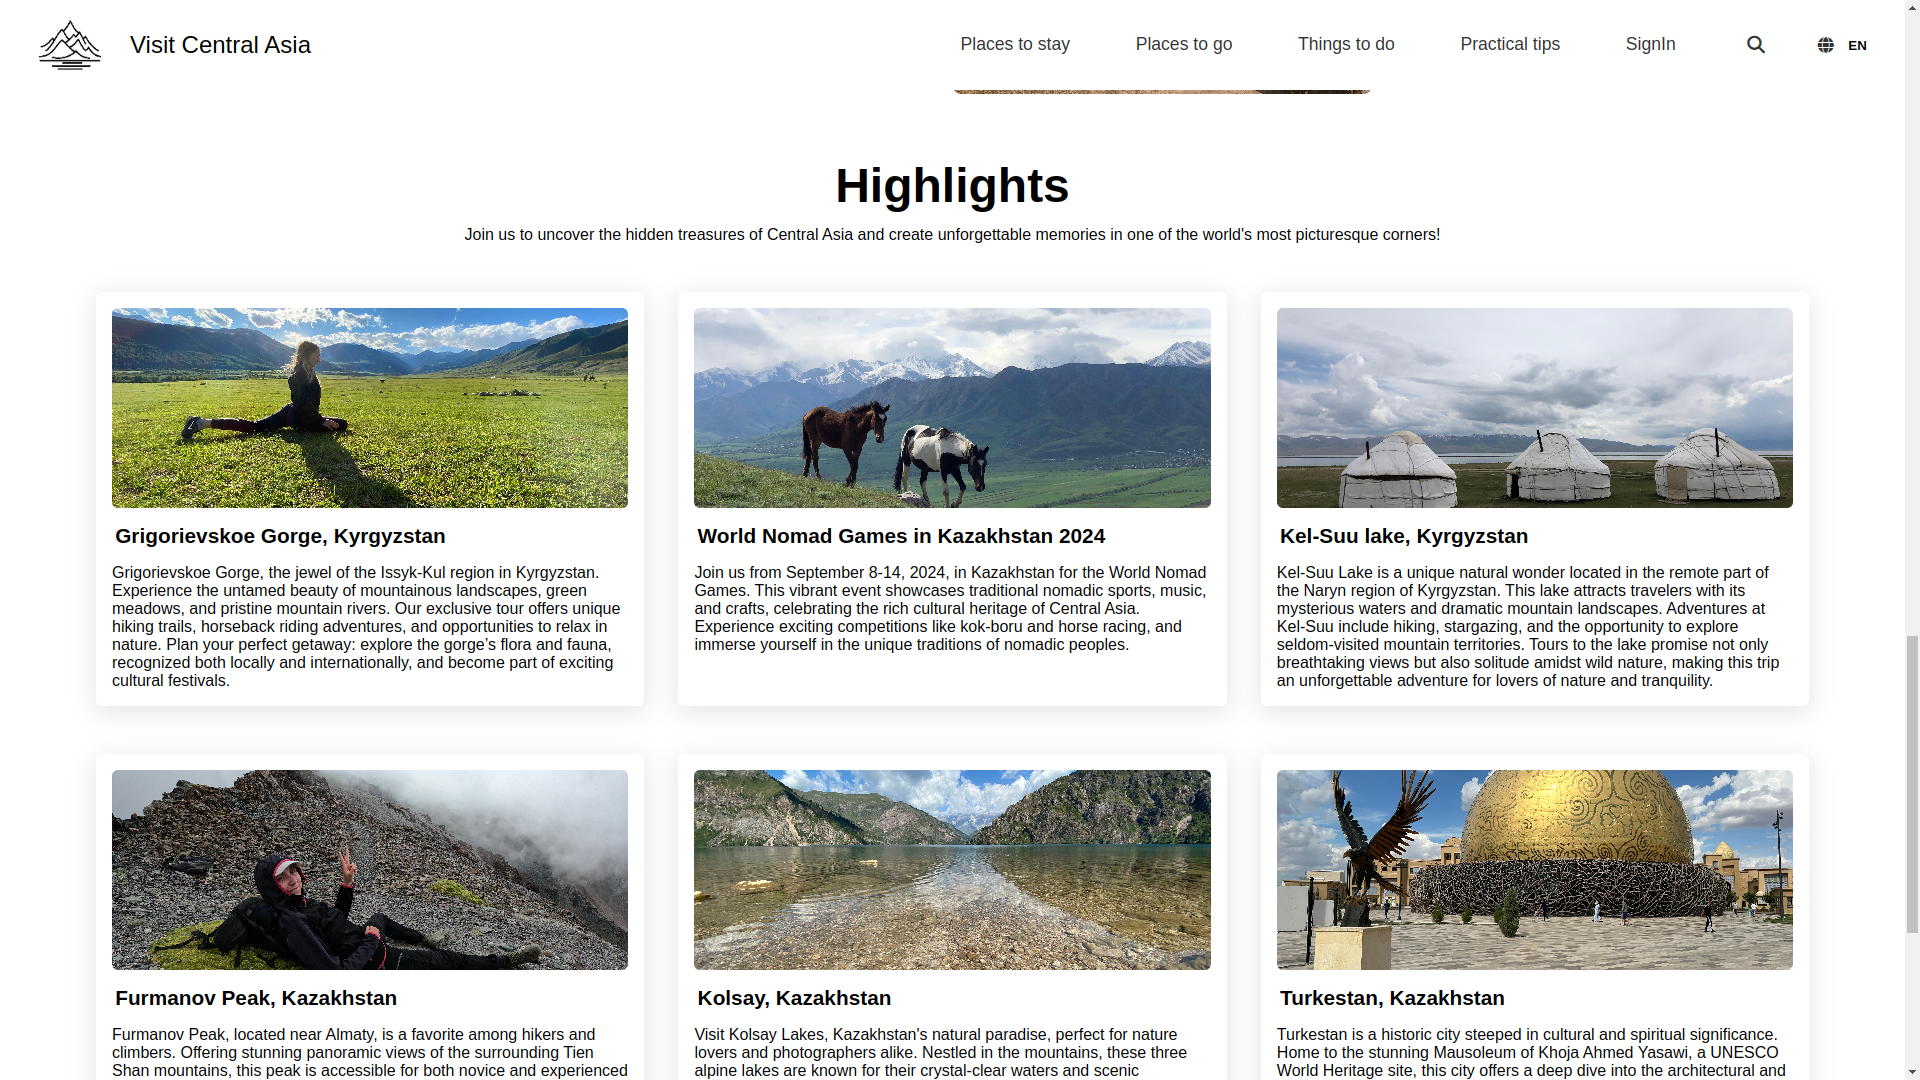 Visit Central Asia
Places to stay
Places to go
Things to do
Practical tips
SignIn
EN
Highlights
Join us to uncover the hidden treasures of Central Asia and create unforgettable memories in one of the world's most picturesque corners!
Grigorievskoe Gorge, Kyrgyzstan
Grigorievskoe Gorge, the jewel of the Issyk-Kul region in Kyrgyzstan.
Experience the untamed beauty of mountainous landscapes, green
meadows, and pristine mountain rivers. Our exclusive tour offers unique
hiking trails, horseback riding adventures, and opportunities to relax in
nature. Plan your perfect getaway: explore the gorge’s flora and fauna,
recognized both locally and internationally, and become part of exciting
cultural festivals.
World Nomad Games in Kazakhstan 2024
Join us from September 8-14, 2024, in Kazakhstan for the World Nomad
Games. This vibrant event showcases traditional nomadic sports, music,
and crafts, celebrating the rich cultural heritage of Central Asia.
Experience exciting competitions like kok-boru and horse racing, and
immerse yourself in the unique traditions of nomadic peoples.
Kel-Suu lake, Kyrgyzstan
Kel-Suu Lake is a unique natural wonder located in the remote part of
the Naryn region of Kyrgyzstan. This lake attracts travelers with its
mysterious waters and dramatic mountain landscapes. Adventures at
Kel-Suu include hiking, stargazing, and the opportunity to explore
seldom-visited mountain territories. Tours to the lake promise not only
breathtaking views but also solitude amidst wild nature, making this trip
an unforgettable adventure for lovers of nature and tranquility.
Furmanov Peak, Kazakhstan
Furmanov Peak, located near Almaty, is a favorite among hikers and
climbers. Offering stunning panoramic views of the surrounding Tien
Shan mountains, this peak is accessible for both novice and experienced
Kolsay, Kazakhstan
Visit Kolsay Lakes, Kazakhstan's natural paradise, perfect for nature
lovers and photographers alike. Nestled in the mountains, these three
alpine lakes are known for their crystal-clear waters and scenic
Turkestan, Kazakhstan
Turkestan is a historic city steeped in cultural and spiritual significance.
Home to the stunning Mausoleum of Khoja Ahmed Yasawi, a UNESCO
World Heritage site, this city offers a deep dive into the architectural and